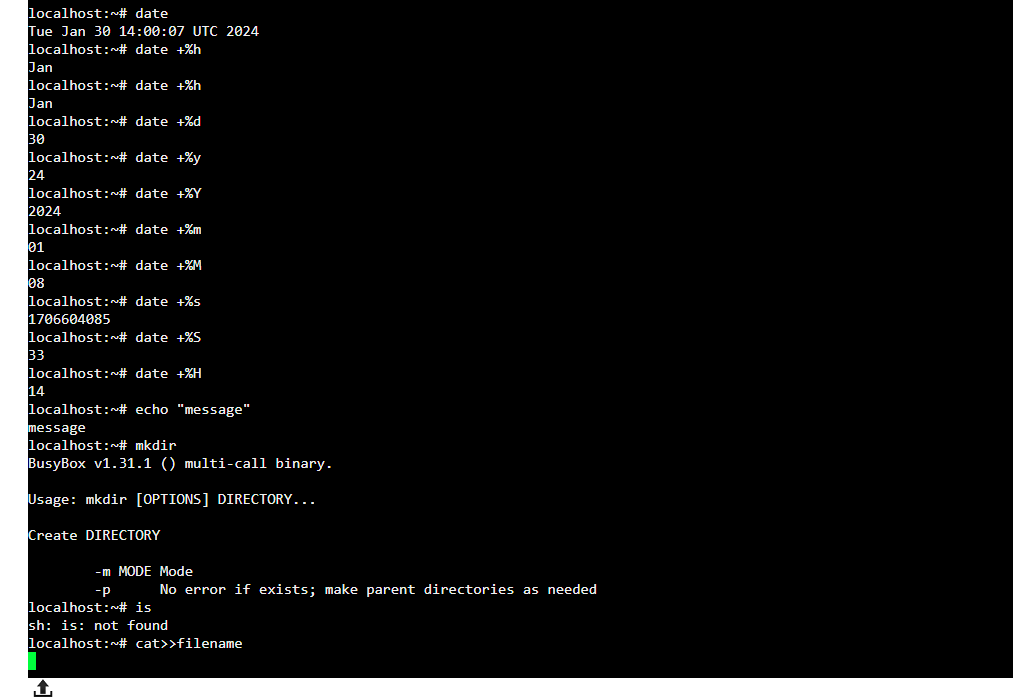 localhost:~# date
Tue Jan 30 14:00:07 UTC 2024
localhost:~# date +%h
Jan
localhost:~# date +%h
Jan
localhost:~# date +%d
30
localhost:~# date +%y
24
localhost:~# date +%Y
2024
localhost:~# date +%m
01
localhost:~# date +%M
08
localhost:~# date +%s
1706604085
localhost:~# date +%S
33
localhost:~# date +%H
14
localhost:~# echo "message"
message
localhost:~# mkdir
BusyBox v1.31.1 () multi-call binary.
Usage: mkdir [OPTIONS] DIRECTORY...
Create DIRECTORY
-m MODE Mode
-p No error if exists; make parent directories as needed
localhost:~# is
sh: is: not found
localhost:~# cat>>filename